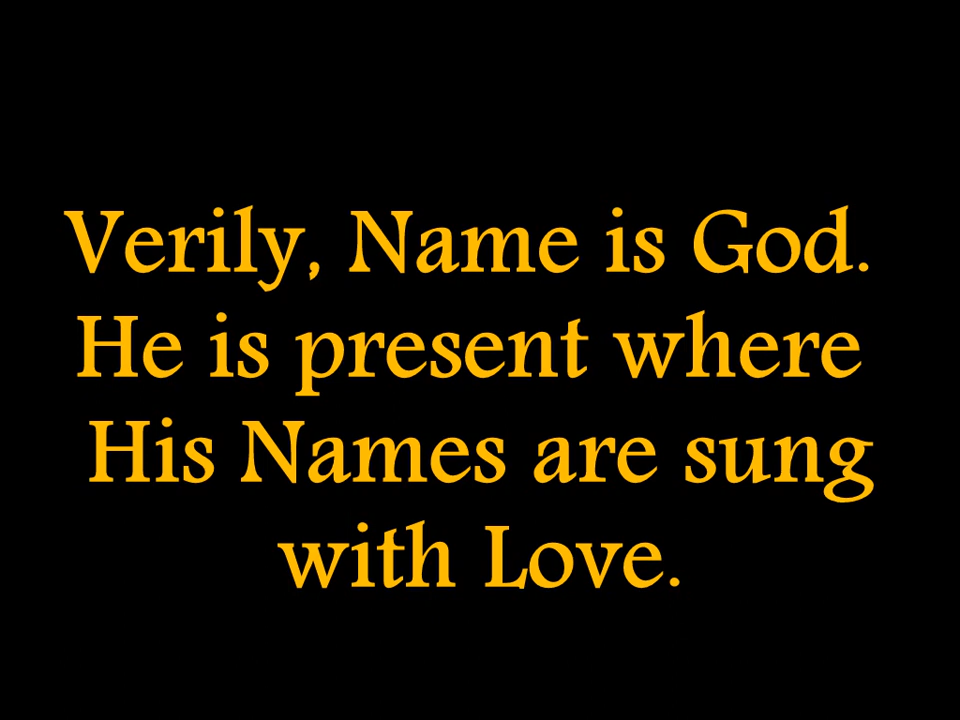 Verily, Name is God.
He is present where
His Names are sung
with Love.